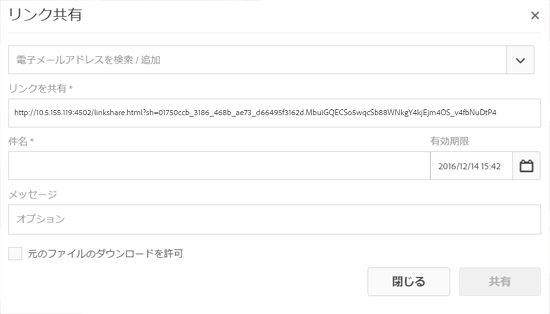 リンク共有
電子メールアドレスを検索 / 追加
リンクを共有 *
http://10.5.155.119:4502/linkshare.html?sh=01750ccb_3186_468b_ae73_d66495f3162d.MbuiGQECSo5wqcSb88WNkgY4kjEjm4OS_v4fbNuDtP4
件名 * 有効期限
2016/12/14 15:42
メッセージ
オプション
元のファイルのダウンロードを許可
閉じる 共有